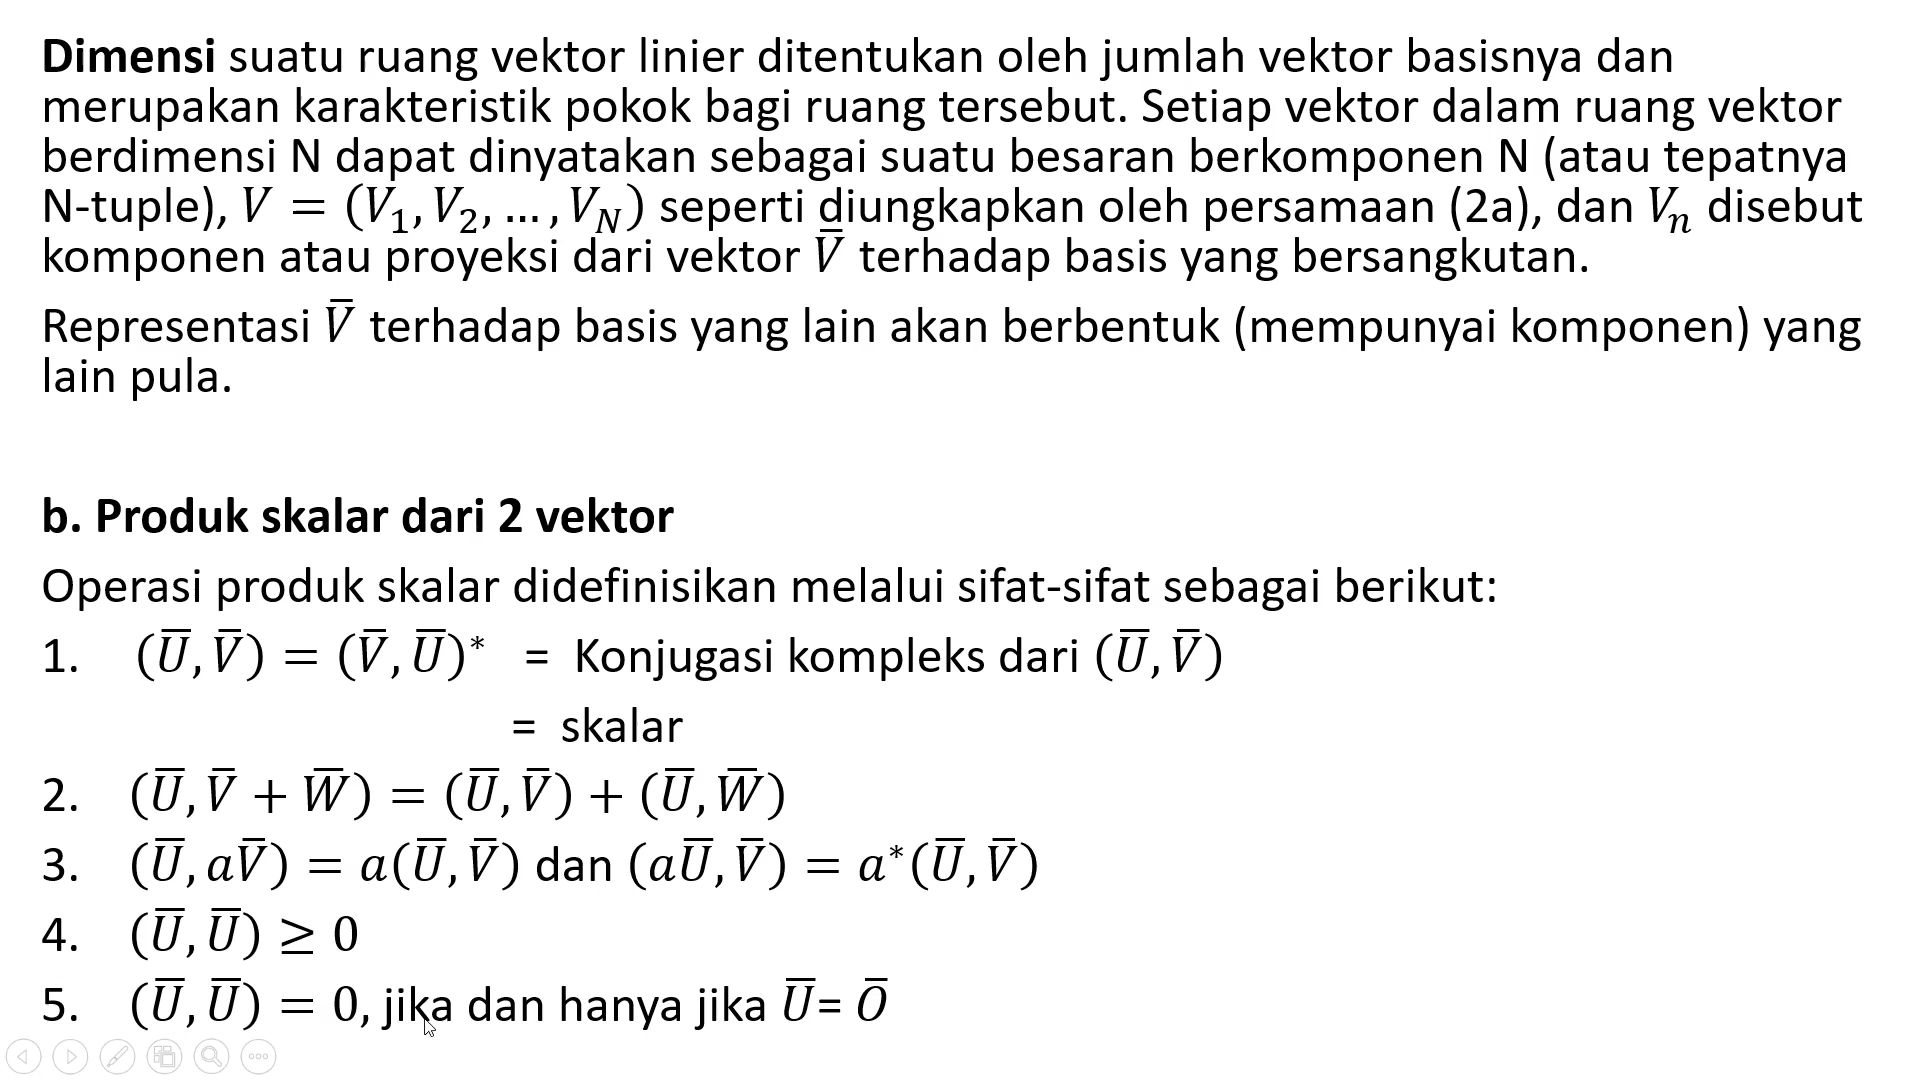 Dimensi suatu ruang vektor linier ditentukan oleh jumlah vektor basisnya dan
merupakan karakteristik pokok bagi ruang tersebut. Setiap vektor dalam ruang vektor
berdimensi N dapat dinyatakan sebagai suatu besaran berkomponen N (atau tepatnya
N-tuple), V = (V₁, V₂, … , V_N) seperti diungkapkan oleh persamaan (2a), dan Vₙ disebut
komponen atau proyeksi dari vektor V̅ terhadap basis yang bersangkutan.
Representasi V̅ terhadap basis yang lain akan berbentuk (mempunyai komponen) yang
lain pula.
b. Produk skalar dari 2 vektor
Operasi produk skalar didefinisikan melalui sifat-sifat sebagai berikut:
1. (U̅, V̅) = (V̅, U̅)* = Konjugasi kompleks dari (U̅, V̅)
= skalar
2. (U̅, V̅ + W̅) = (U̅, V̅) + (U̅, W̅)
3. (U̅, aV̅) = a(U̅, V̅) dan (aU̅, V̅) = a*(U̅, V̅)
4. (U̅, U̅) ≥ 0
5. (U̅, U̅) = 0, jika dan hanya jika U̅= O̅